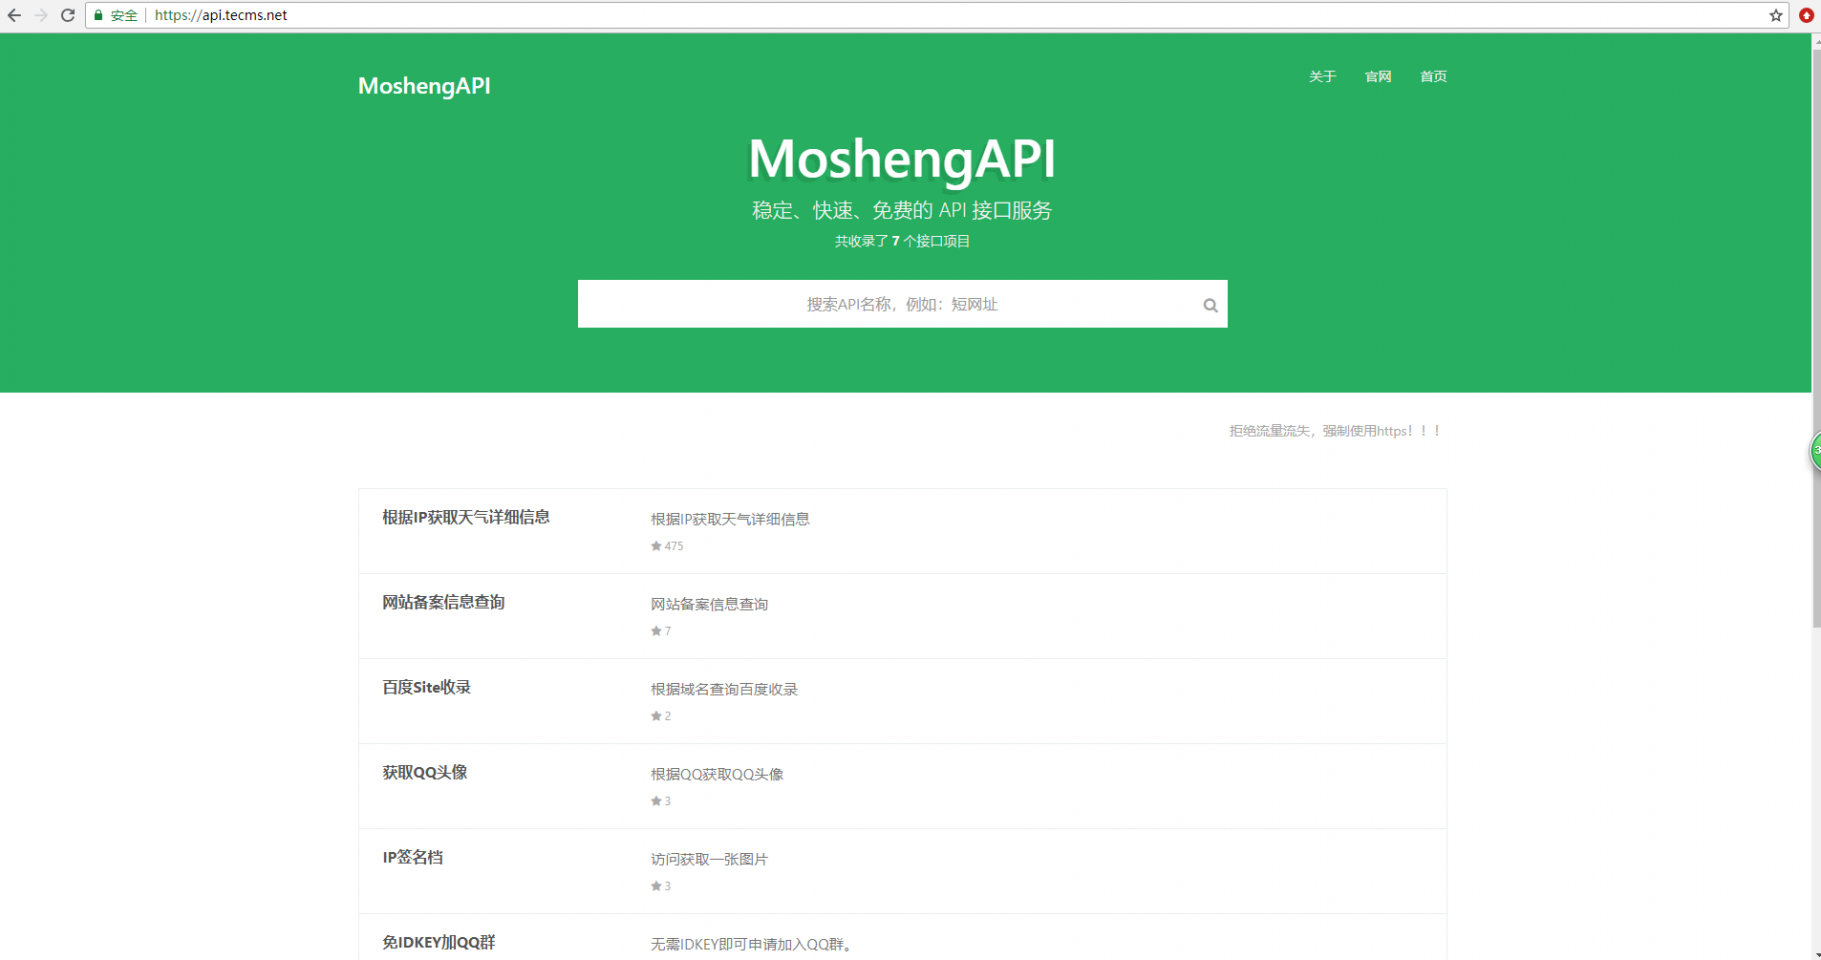 安全 https://api.tecms.net
MoshengAPI
关于 官网 首页
MoshengAPI
稳定、快速、免费的 API 接口服务
共收录了 7 个接口项目
搜索API名称，例如：短网址
拒绝流量流失，强制使用https！！！
3
根据IP获取天气详细信息
根据IP获取天气详细信息
475
网站备案信息查询
网站备案信息查询
7
百度Site收录
根据域名查询百度收录
2
获取QQ头像
根据QQ获取QQ头像
3
IP签名档
访问获取一张图片
3
免IDKEY加QQ群
无需IDKEY即可申请加入QQ群。